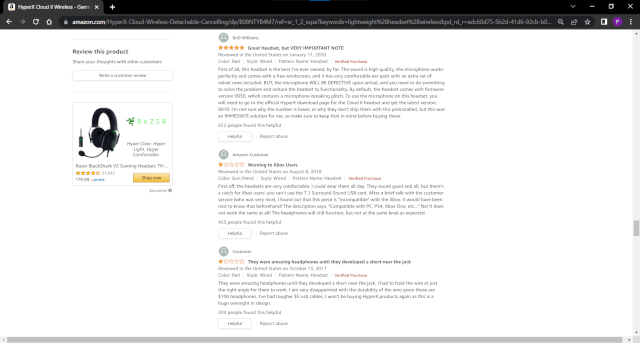 HyperX Cloud II Wireless - Gami
amazon.com/HyperX-Cloud-Wireless-Detachable-Cancelling/dp/B08NTYB4M7/ref=sr_1_2_sspa?keywords=lightweight%2Bheadset%2Bwireless&pd_rd_r=adc60d75-5b2d-41d6-92cb-b0...
Review this product
Share your thoughts with other customers
Write a customer review
RAZER
Hyper Clear. Hyper
Light. Hyper
Comfortable.
Razer BlackShark V2 Gaming Headset, TH...
Shop now
Sponsored
Williams
Great Headset, but VERY IMPORTANT NOTE
Reviewed in the United States on January 11, 2020
Color: Red | Style: Wired | Pattern Name: Headset | Verified Purchase
First of all, this headset is the best I've ever owned, by far. The sound is high quality, the microphone works
perfectly and comes with a free windscreen, and it has very comfortable ear pads with an extra set of
velvet ones included. BUT, the microphone WILL BE DEFECTIVE upon arrival, and you need to do something
to solve the problem and restore the headset to functionality. By default, the headset comes with firmware
version 0030, which contains a microphone-breaking glitch. To use the microphone on this headset, you
will need to go to the official HyperX download page for the Cloud II headset and get the latest version,
0010. I'm not sure why the number is lower, or why they don't ship them with this preinstalled, but this was
an IMMEDIATE solution for me, so make sure to keep that in mind before buying these.
622 people found this helpful
Helpful | Report abuse
Amazon Customer
Warning to Xbox Users
Reviewed in the United States on August 8, 2018
Color: Gun Metal | Style: Wired | Pattern Name: Headset | Verified Purchase
First off, the headsets are very comfortable. I could wear them all day. They sound good and all, but there's
a catch for Xbox users: you can't use the 7.1 Surround Sound USB card. After a brief talk with the customer
service (who was very nice), I found out that this piece is "incompatible" with the Xbox. It would have been
nice to know that beforehand! The description says, "Compatible with PC, PS4, Xbox One, etc..." No! It does
not work the same at all! The headphones will still function, but not at the same level as expected.
455 people found this helpful
Helpful | Report abuse
Customer
They were amazing headphones until they developed a short near the jack
Reviewed in the United States on October 15, 2017
Color: Red | Style: Wired | Pattern Name: Headset | Verified Purchase
They were amazing headphones until they developed a short near the jack. I had to hold the wire at just
the right angle for them to work. I am very disappointed with the durability of the wire given these are
$100 headphones. I've had tougher $5 usb cables. I won't be buying HyperX products again as this is a
huge oversight in design.
434 people found this helpful
Helpful | Report abuse